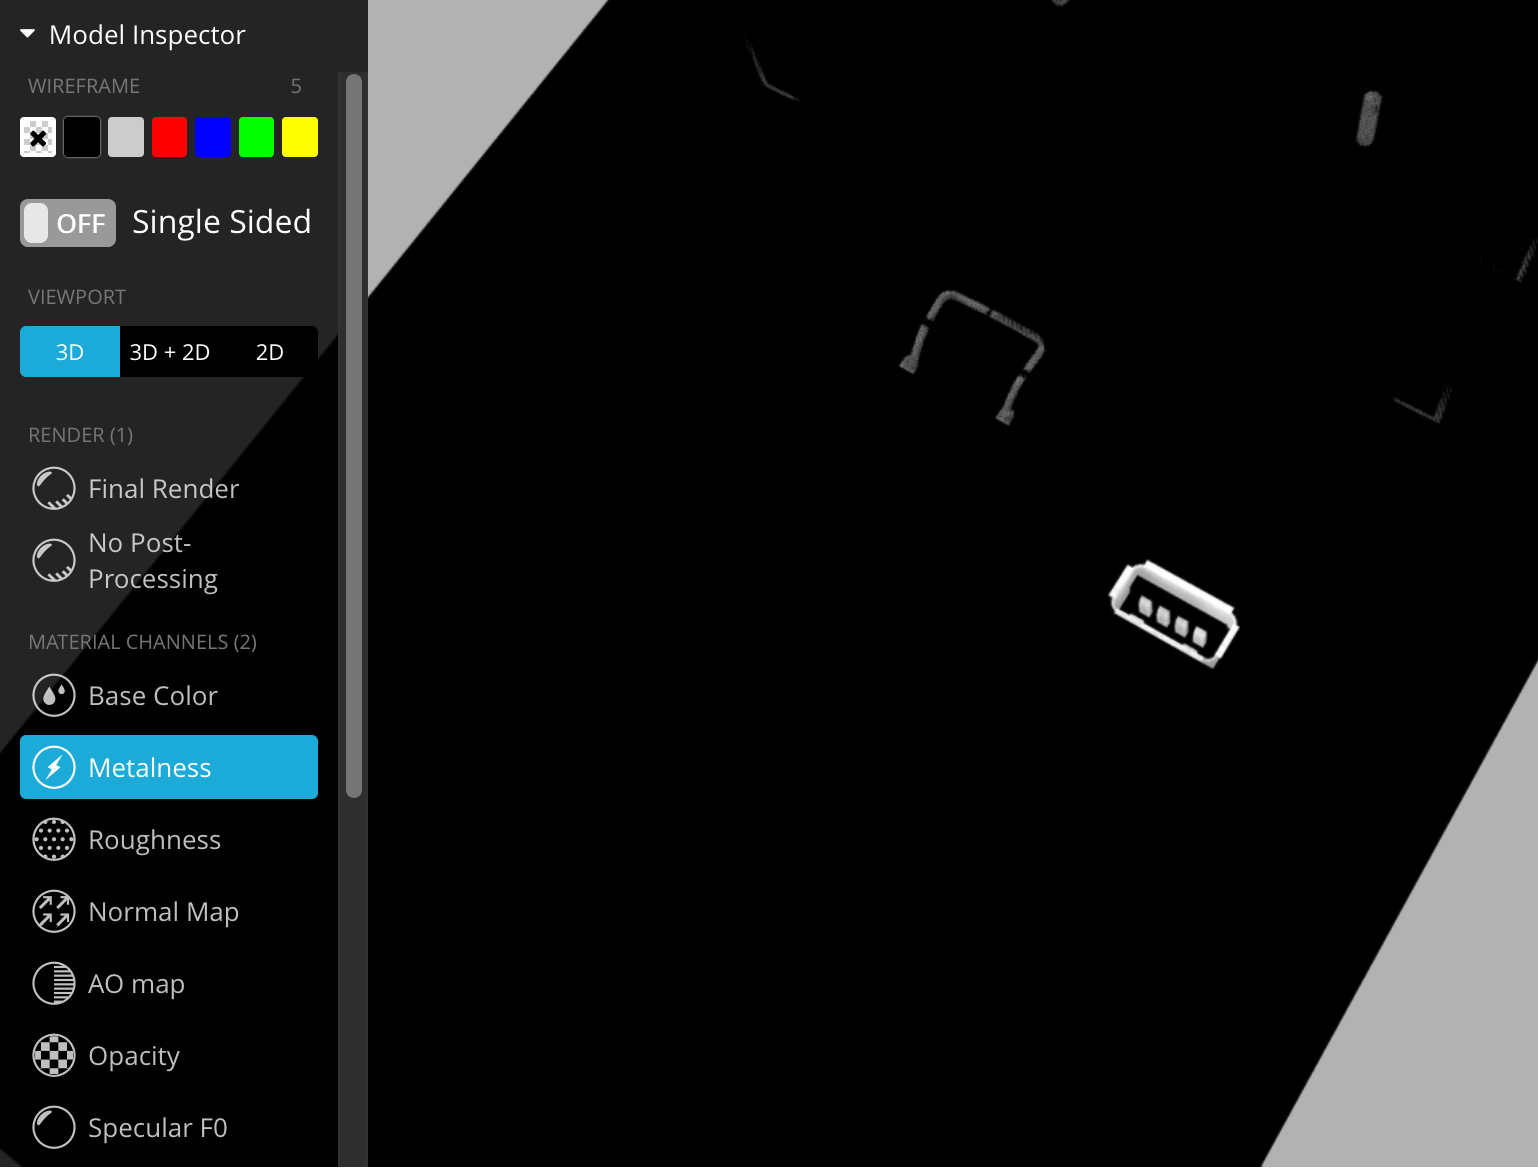 Model Inspector
WIREFRAME 5
OFF Single Sided
VIEWPORT
3D 3D + 2D 2D
RENDER (1)
Final Render
No Post-
Processing
MATERIAL CHANNELS (2)
Base Color
Metalness
Roughness
Normal Map
AO map
Opacity
Specular F0